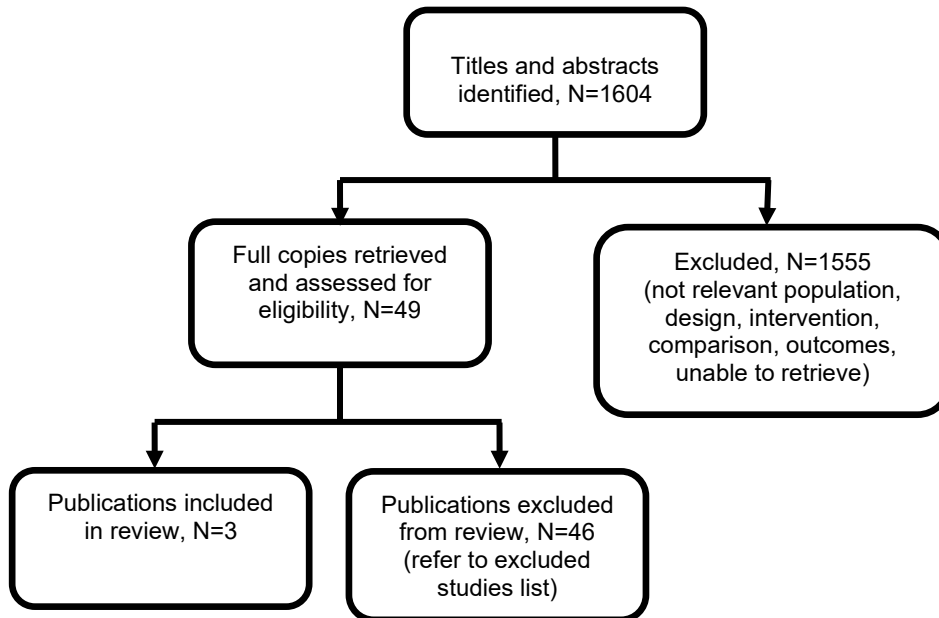 Titles and abstracts
identified, N=1604
Full copies retrieved
and assessed for
eligibility, N=49
Excluded, N=1555
(not relevant population,
design, intervention,
comparison, outcomes,
unable to retrieve)
Publications included
in review, N=3
Publications excluded
from review, N=46
(refer to excluded
studies list)